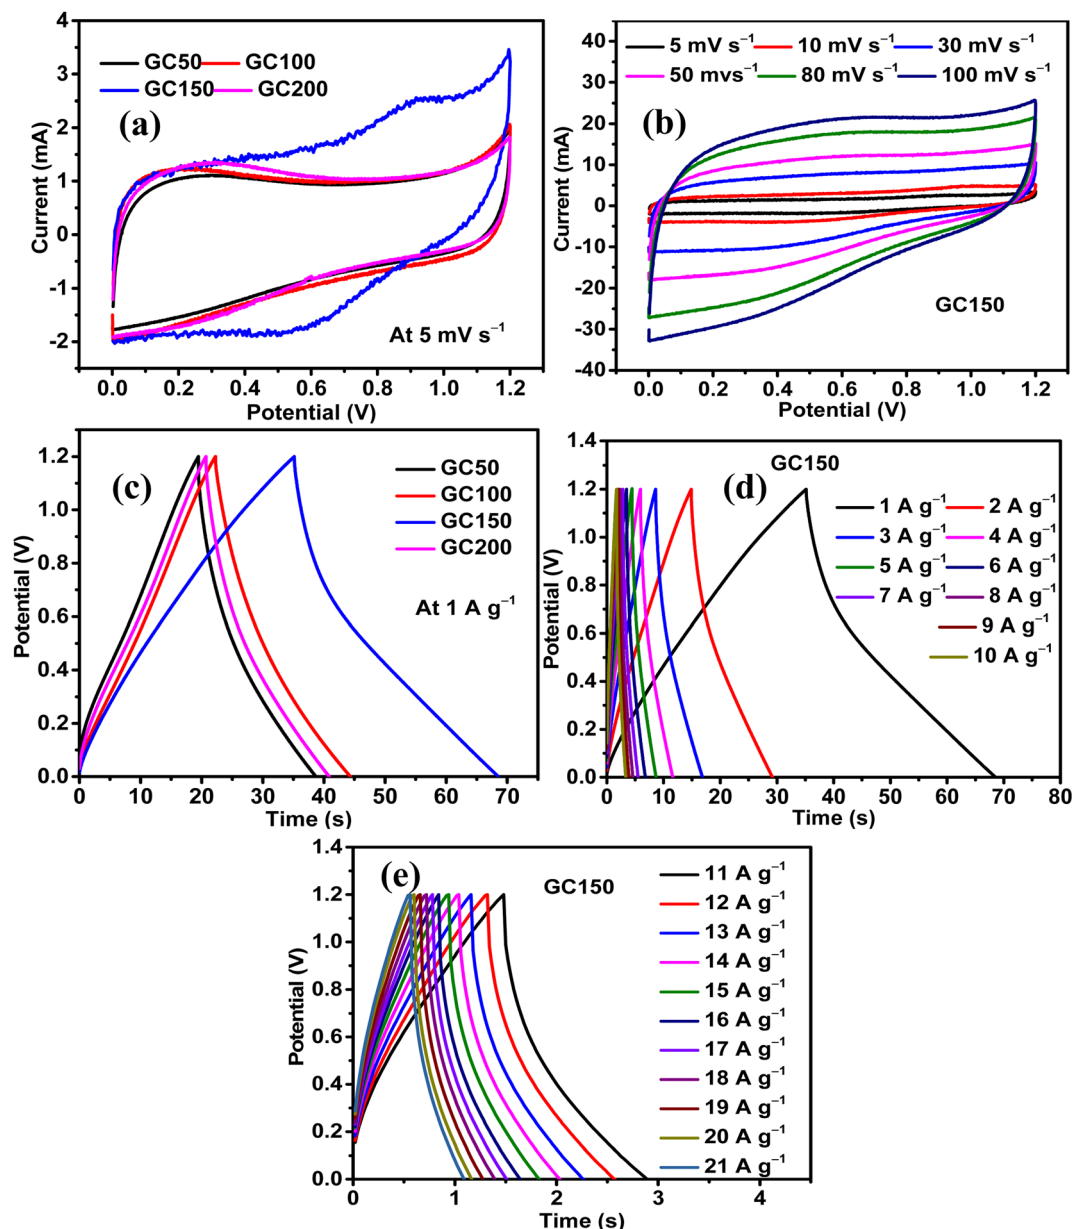 4
3
2
1
0
-1
-2
Current (mA)
GC50 GC100
GC150 GC200
(a)
At 5 mV s⁻¹
0.0 0.2 0.4 0.6 0.8 1.0 1.2
Potential (V)
40
30
20
10
0
-10
-20
-30
-40
Current (mA)
5 mV s⁻¹ 10 mV s⁻¹ 30 mV s⁻¹
50 mvs⁻¹ 80 mV s⁻¹ 100 mV s⁻¹
(b)
GC150
0.0 0.2 0.4 0.6 0.8 1.0 1.2
Potential (V)
1.2
1.0
0.8
0.6
0.4
0.2
0.0
Potential (V)
(c)
GC50
GC100
GC150
GC200
At 1 A g⁻¹
0 10 20 30 40 50 60 70
Time (s)
1.4
1.2
1.0
0.8
0.6
0.4
0.2
0.0
Potential (V)
GC150
(d)
1 A g⁻¹ 2 A g⁻¹
3 A g⁻¹ 4 A g⁻¹
5 A g⁻¹ 6 A g⁻¹
7 A g⁻¹ 8 A g⁻¹
9 A g⁻¹
10 A g⁻¹
0 10 20 30 40 50 60 70 80
Time (s)
1.4
1.2
1.0
0.8
0.6
0.4
0.2
0.0
Potential (V)
(e)
GC150
11 A g⁻¹
12 A g⁻¹
13 A g⁻¹
14 A g⁻¹
15 A g⁻¹
16 A g⁻¹
17 A g⁻¹
18 A g⁻¹
19 A g⁻¹
20 A g⁻¹
21 A g⁻¹
0 1 2 3 4
Time (s)